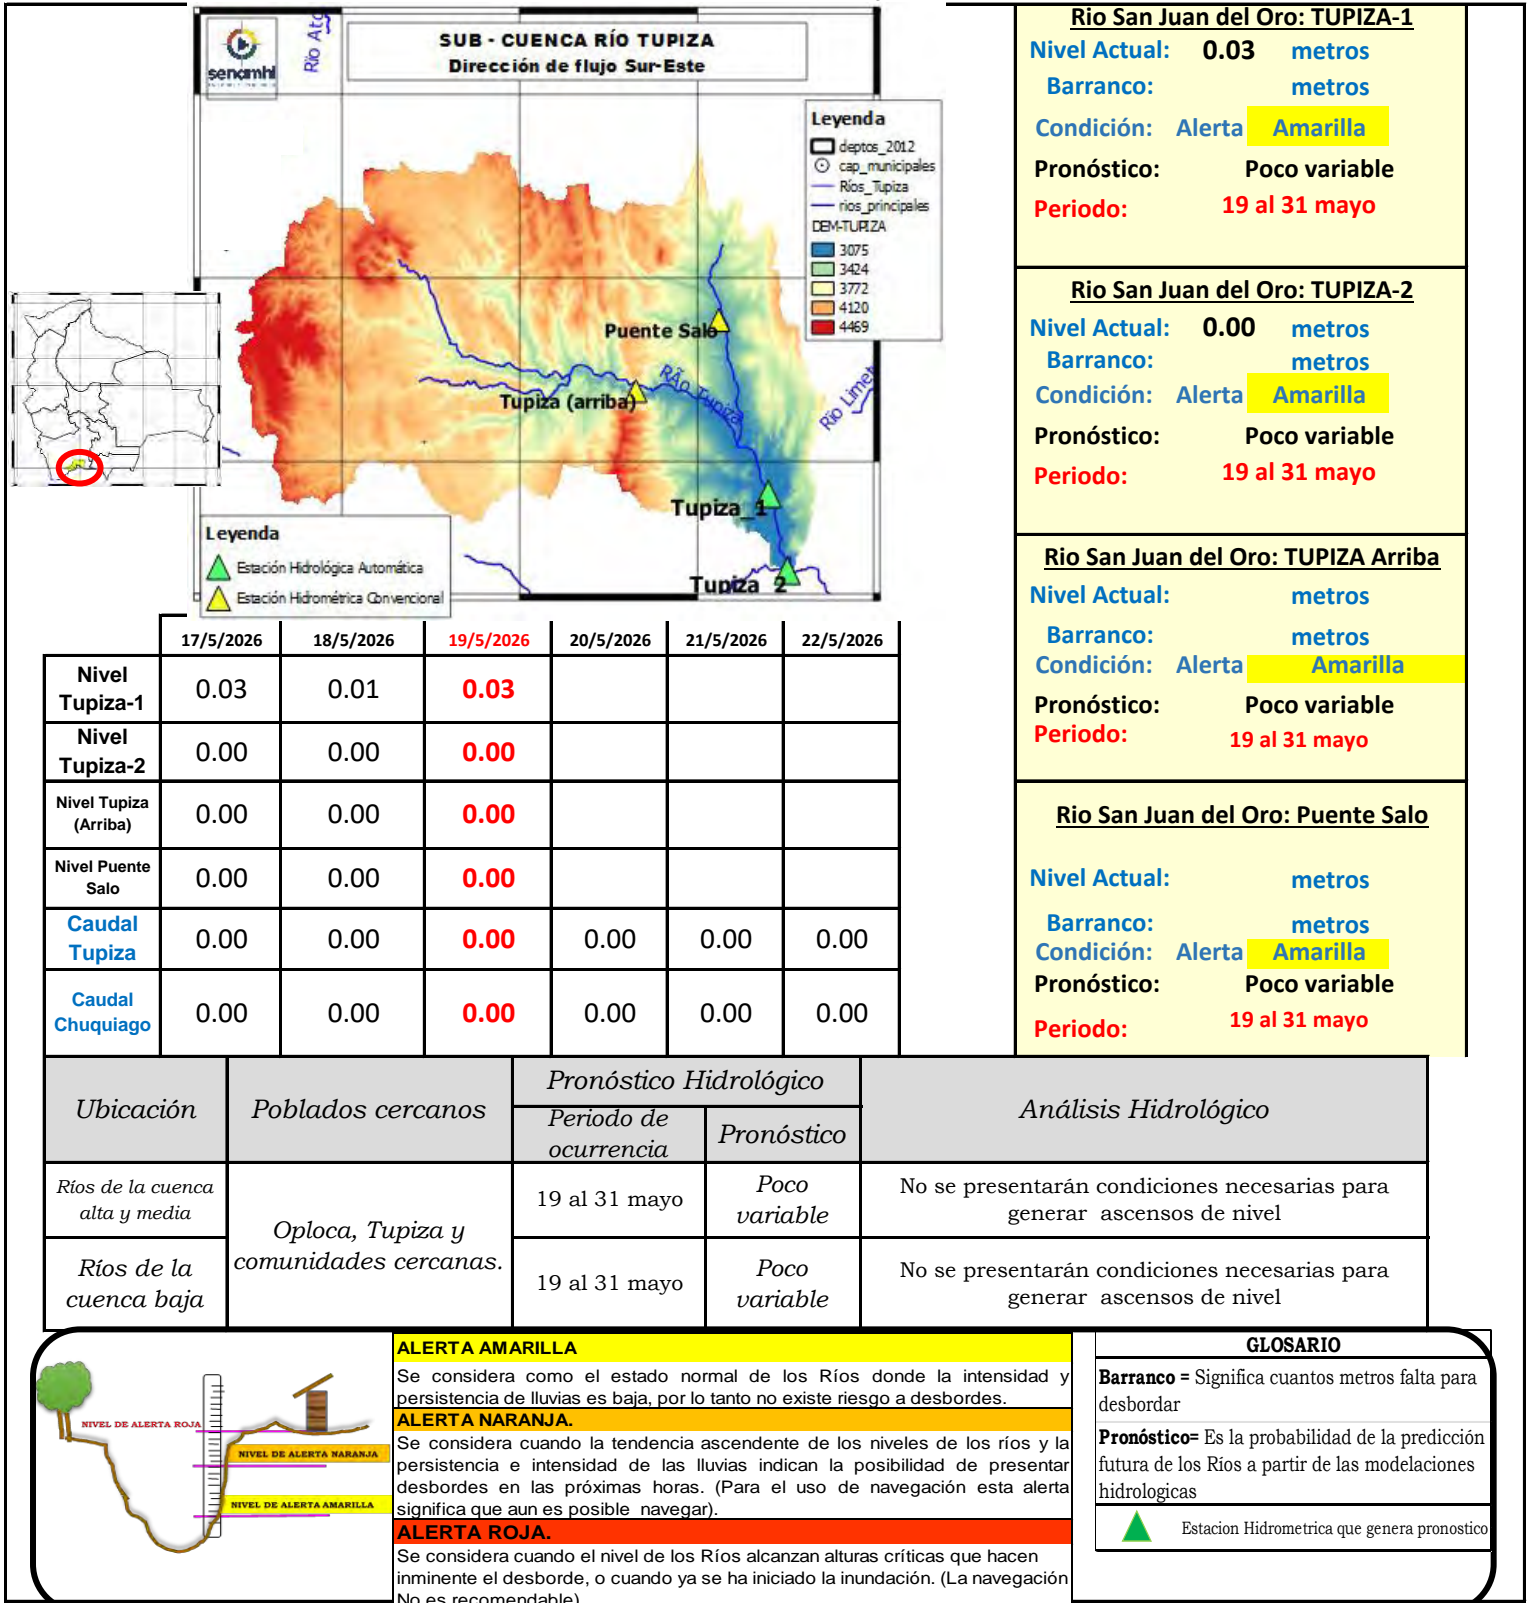 SUB - CUENCA RÍO TUPIZA
Dirección de flujo Sur-Este
senamhi
Leyenda
deptos_2012
cap_municipales
Ríos_Tupiza
rios_principales
DEM-TUPIZA
3075
3424
3772
4120
4469
Puente Salo
Tupiza (arriba)
RÃ­o Tupiza
Tupiza_1
Tupiza_2
Leyenda
Estación Hidrológica Automática
Estación Hidrométrica Convencional
Rio San Juan del Oro: TUPIZA-1
Nivel Actual: 0.03 metros
Barranco: metros
Condición: Alerta Amarilla
Pronóstico: Poco variable
Periodo: 19 al 31 mayo
Rio San Juan del Oro: TUPIZA-2
Nivel Actual: 0.00 metros
Barranco: metros
Condición: Alerta Amarilla
Pronóstico: Poco variable
Periodo: 19 al 31 mayo
Rio San Juan del Oro: TUPIZA Arriba
Nivel Actual: metros
Barranco: metros
Condición: Alerta Amarilla
Pronóstico: Poco variable
Periodo: 19 al 31 mayo
Rio San Juan del Oro: Puente Salo
Nivel Actual: metros
Barranco: metros
Condición: Alerta Amarilla
Pronóstico: Poco variable
Periodo: 19 al 31 mayo
17/5/2026 18/5/2026 19/5/2026 20/5/2026 21/5/2026 22/5/2026
Nivel Tupiza-1 0.03 0.01 0.03
Nivel Tupiza-2 0.00 0.00 0.00
Nivel Tupiza (Arriba) 0.00 0.00 0.00
Nivel Puente Salo 0.00 0.00 0.00
Caudal Tupiza 0.00 0.00 0.00 0.00 0.00 0.00
Caudal Chuquiago 0.00 0.00 0.00 0.00 0.00 0.00
Ubicación
Poblados cercanos
Pronóstico Hidrológico
Periodo de ocurrencia
Pronóstico
Análisis Hidrológico
Ríos de la cuenca
alta y media
Oploca, Tupiza y
comunidades cercanas.
19 al 31 mayo
Poco
variable
No se presentarán condiciones necesarias para
generar ascensos de nivel
Ríos de la
cuenca baja
19 al 31 mayo
Poco
variable
No se presentarán condiciones necesarias para
generar ascensos de nivel
NIVEL DE ALERTA ROJA
NIVEL DE ALERTA NARANJA
NIVEL DE ALERTA AMARILLA
ALERTA AMARILLA
Se considera como el estado normal de los Ríos donde la intensidad y
persistencia de lluvias es baja, por lo tanto no existe riesgo a desbordes.
ALERTA NARANJA.
Se considera cuando la tendencia ascendente de los niveles de los ríos y la
persistencia e intensidad de las lluvias indican la posibilidad de presentar
desbordes en las próximas horas. (Para el uso de navegación esta alerta
significa que aun es posible navegar).
ALERTA ROJA.
Se considera cuando el nivel de los Ríos alcanzan alturas críticas que hacen
inminente el desborde, o cuando ya se ha iniciado la inundación. (La navegación
No es recomendable)
GLOSARIO
Barranco = Significa cuantos metros falta para
desbordar
Pronóstico= Es la probabilidad de la predicción
futura de los Ríos a partir de las modelaciones
hidrologicas
Estacion Hidrometrica que genera pronostico